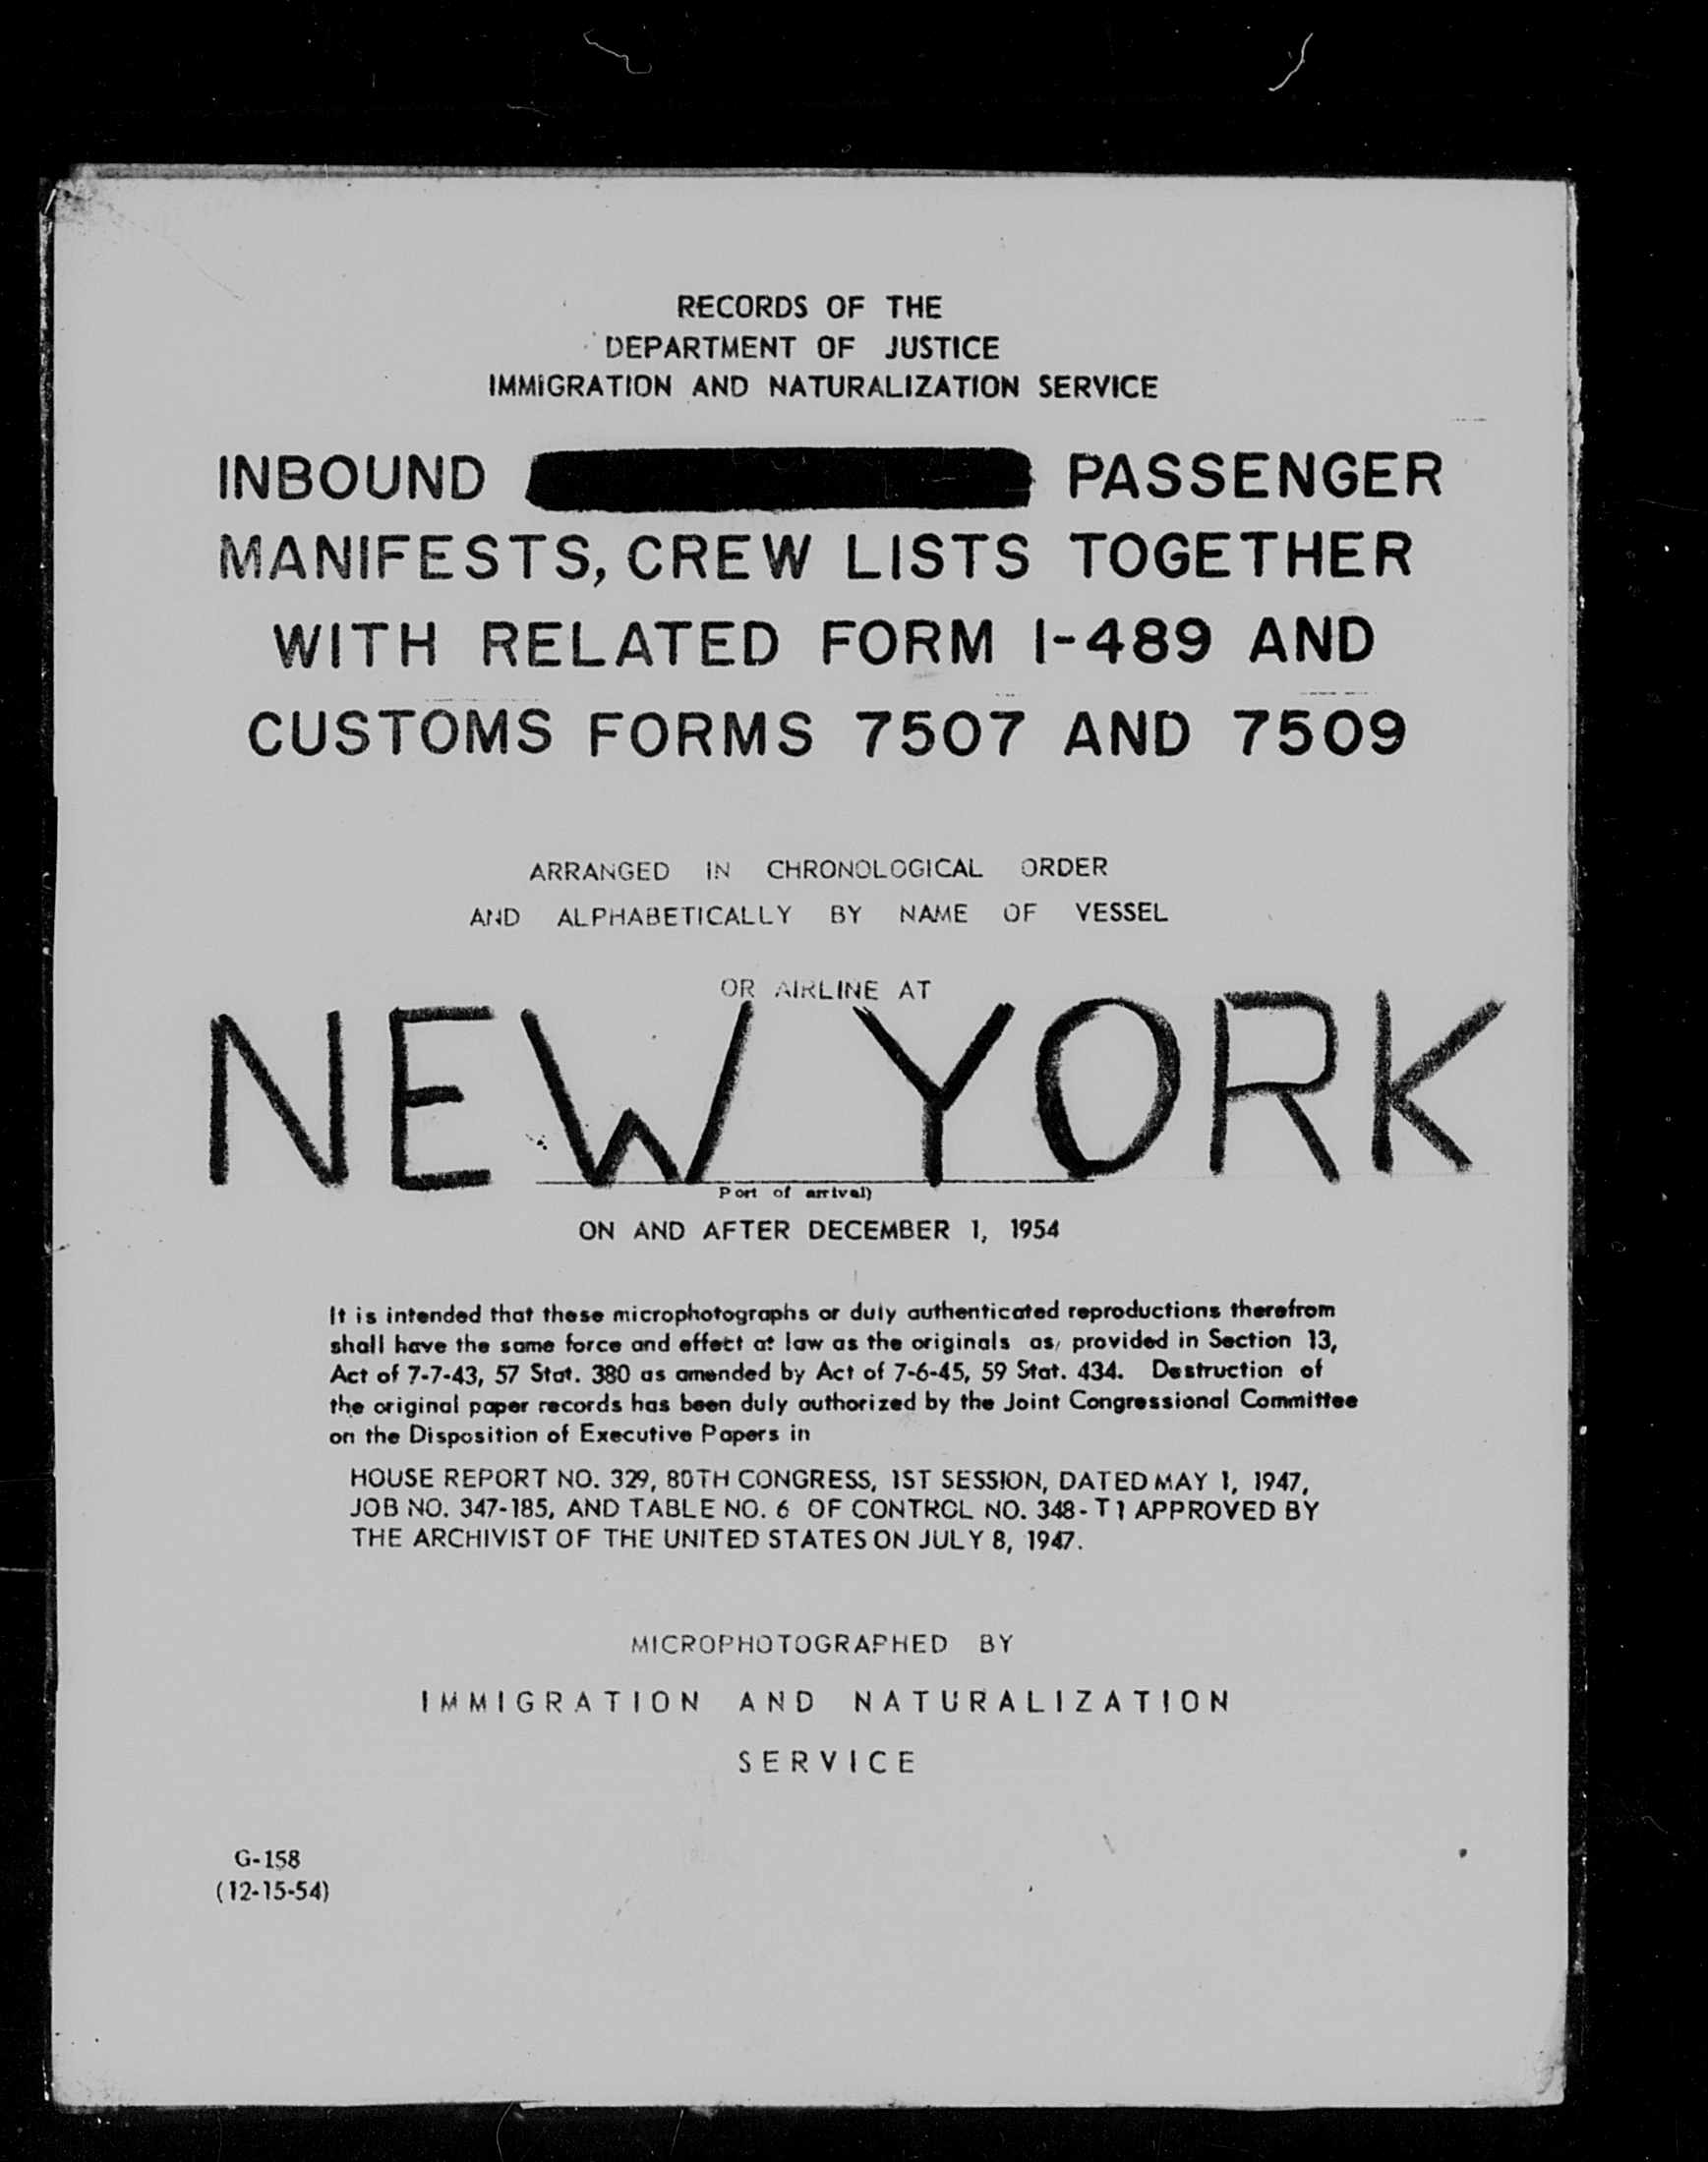 RECORDS OF THE
DEPARTMENT OF JUSTICE
IMMIGRATION AND NATURALIZATION SERVICE
INBOUND PASSENGER
MANIFESTS, CREW LISTS TOGETHER
WITH RELATED FORM I-489 AND
CUSTOMS FORMS 7507 AND 7509
ARRANGED IN CHRONOLOGICAL ORDER
AND ALPHABETICALLY BY NAME OF VESSEL
OR AIRLINE AT
NEW YORK
Port of arrival)
ON AND AFTER DECEMBER 1, 1954
It is intended that these microphotographs or duly authenticated reproductions therefrom
shall have the same force and effect at law as the originals as, provided in Section 13,
Act of 7-7-43, 57 Stat. 380 as amended by Act of 7-6-45, 59 Stat. 434. Destruction of
the original paper records has been duly authorized by the Joint Congressional Committee
on the Disposition of Executive Papers in
HOUSE REPORT NO. 329, 80TH CONGRESS, 1ST SESSION, DATED MAY 1, 1947,
JOB NO. 347-185, AND TABLE NO. 6 OF CONTROL NO. 348-T1 APPROVED BY
THE ARCHIVIST OF THE UNITED STATES ON JULY 8, 1947.
MICROPHOTOGRAPHED BY
IMMIGRATION AND NATURALIZATION
SERVICE
G-158
(12-15-54)